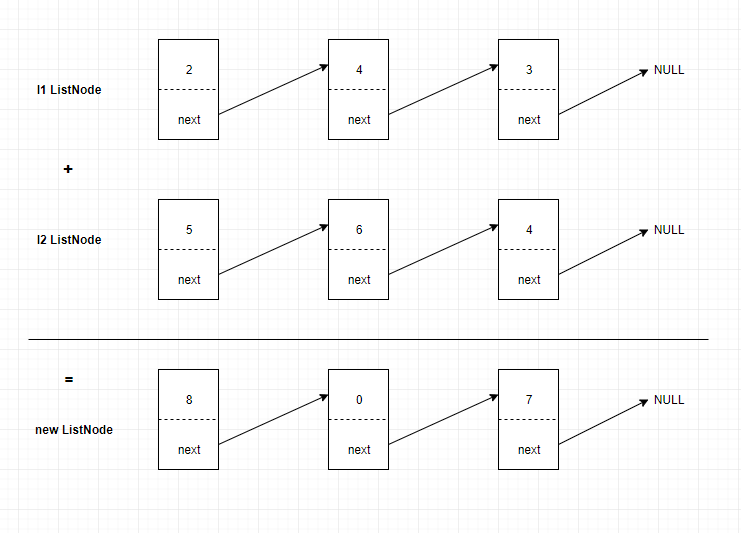 2 4 3 NULL
l1 ListNode
next next next
+
5 6 4 NULL
l2 ListNode
next next next
=
8 0 7 NULL
new ListNode
next next next